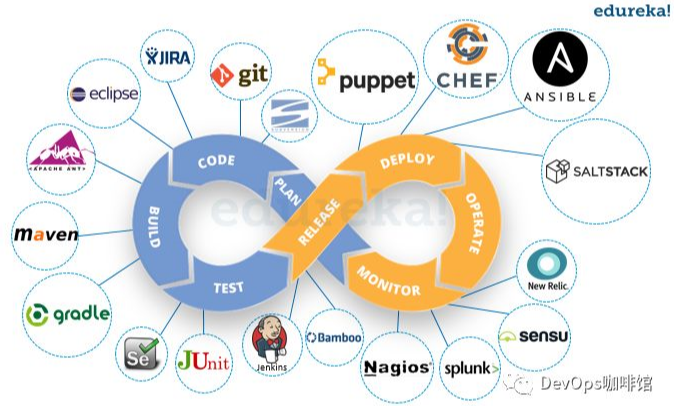 edureka!
JIRA
git
puppet
CHEF
ANSIBLE
eclipse
SUBVERSION
APACHE ANT
SALTSTACK
CODE
PLAN
DEPLOY
edureka!
BUILD
RELEASE
OPERATE
maven
TEST
MONITOR
New Relic.
gradle
Se
JUnit
Jenkins
Bamboo
Nagios®
splunk>
sensu
DevOps咖啡馆